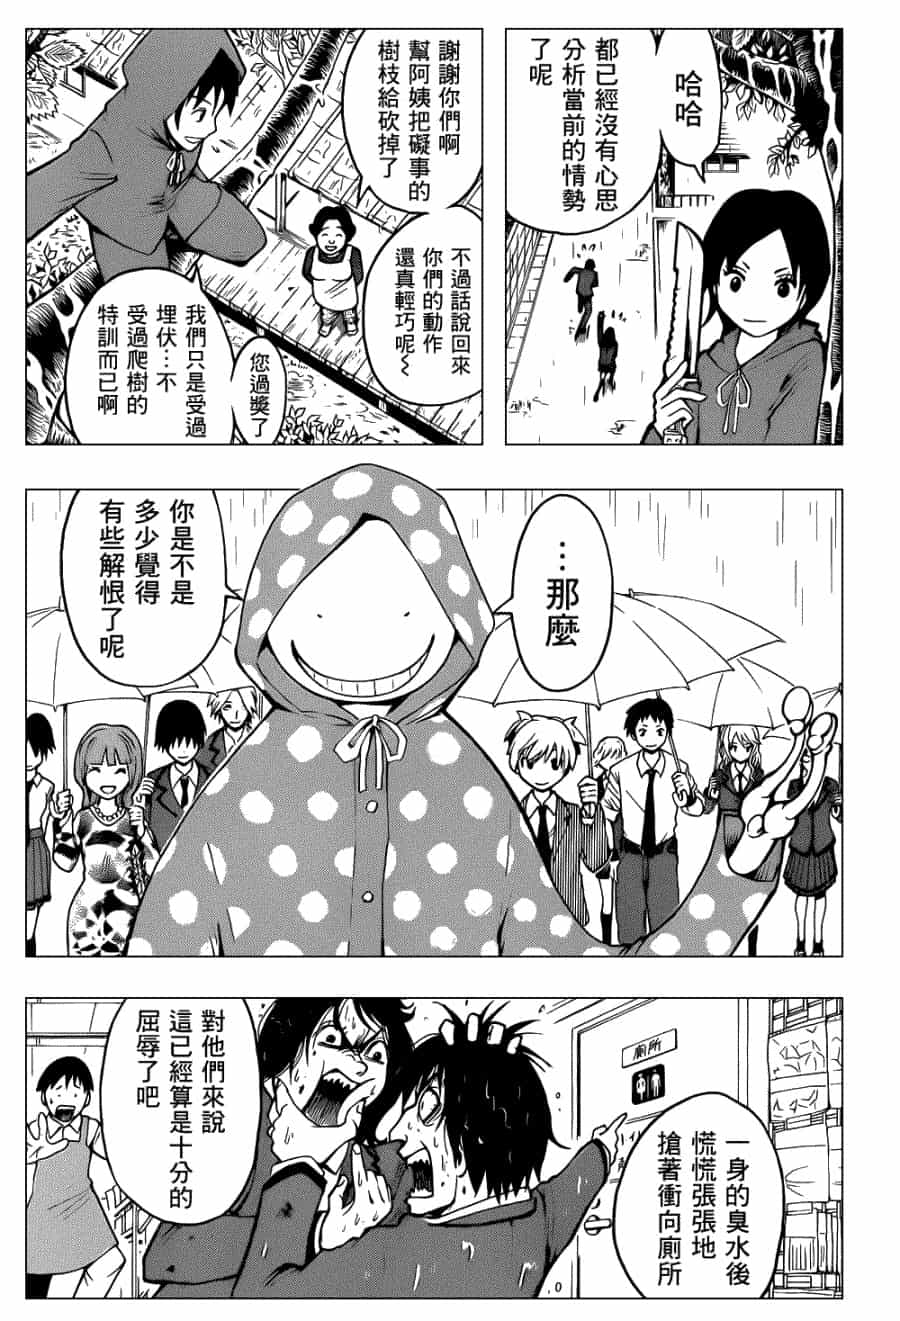 哈哈
都已經沒有心思
分析當前的情勢
了呢
謝謝你們啊
幫阿姨把礙事的
樹枝給砍掉了
不過話說回來
你們的動作
還真輕巧呢～
您過獎了
我們只是受過
埋伏…不
受過爬樹的
特訓而已啊
…那麼
你是不是
多少覺得
有些解恨了呢
廁所
一身的臭水後
慌慌張張地
搶著衝向廁所
對他們來說
這已經算是十分的
屈辱了吧